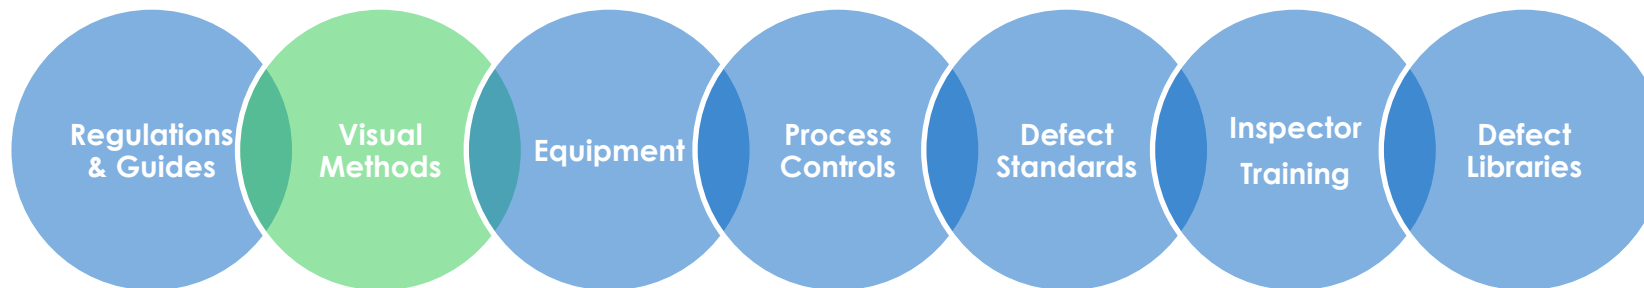 Regulations
& Guides
Visual
Methods
Equipment
Process
Controls
Defect
Standards
Inspector
Training
Defect
Libraries